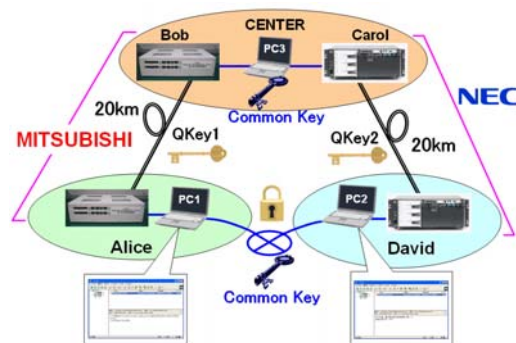 Bob
CENTER
PC3
Carol
20km
Common Key
NEC
MITSUBISHI
QKey1
QKey2
20km
PC1
PC2
Alice
David
Common Key